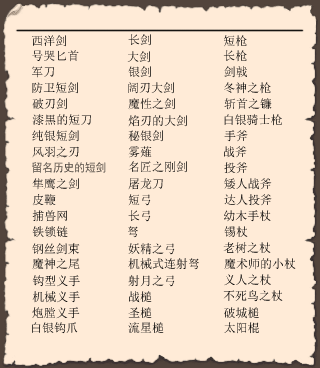 西洋剑 长剑 短枪
号哭匕首 大剑 长枪
军刀 银剑 剑戟
防卫短剑 阔刃大剑 冬神之枪
破刃剑 魔性之剑 斩首之镰
漆黑的短刀 焰刃的大剑 白银骑士枪
纯银短剑 秘银剑 手斧
风羽之刃 雾薙 战斧
留名历史的短剑 名匠之刚剑 投斧
隼鹰之剑 屠龙刀 矮人战斧
皮鞭 短弓 达人投斧
捕兽网 长弓 幼木手杖
铁锁链 弩 锡杖
钢丝剑束 妖精之弓 老树之杖
魔神之尾 机械式连射弩 魔术师的小杖
钩型义手 射月之弓 义人之杖
机械义手 战槌 不死鸟之杖
炮膛义手 圣槌 破城槌
白银钩爪 流星槌 太阳棍